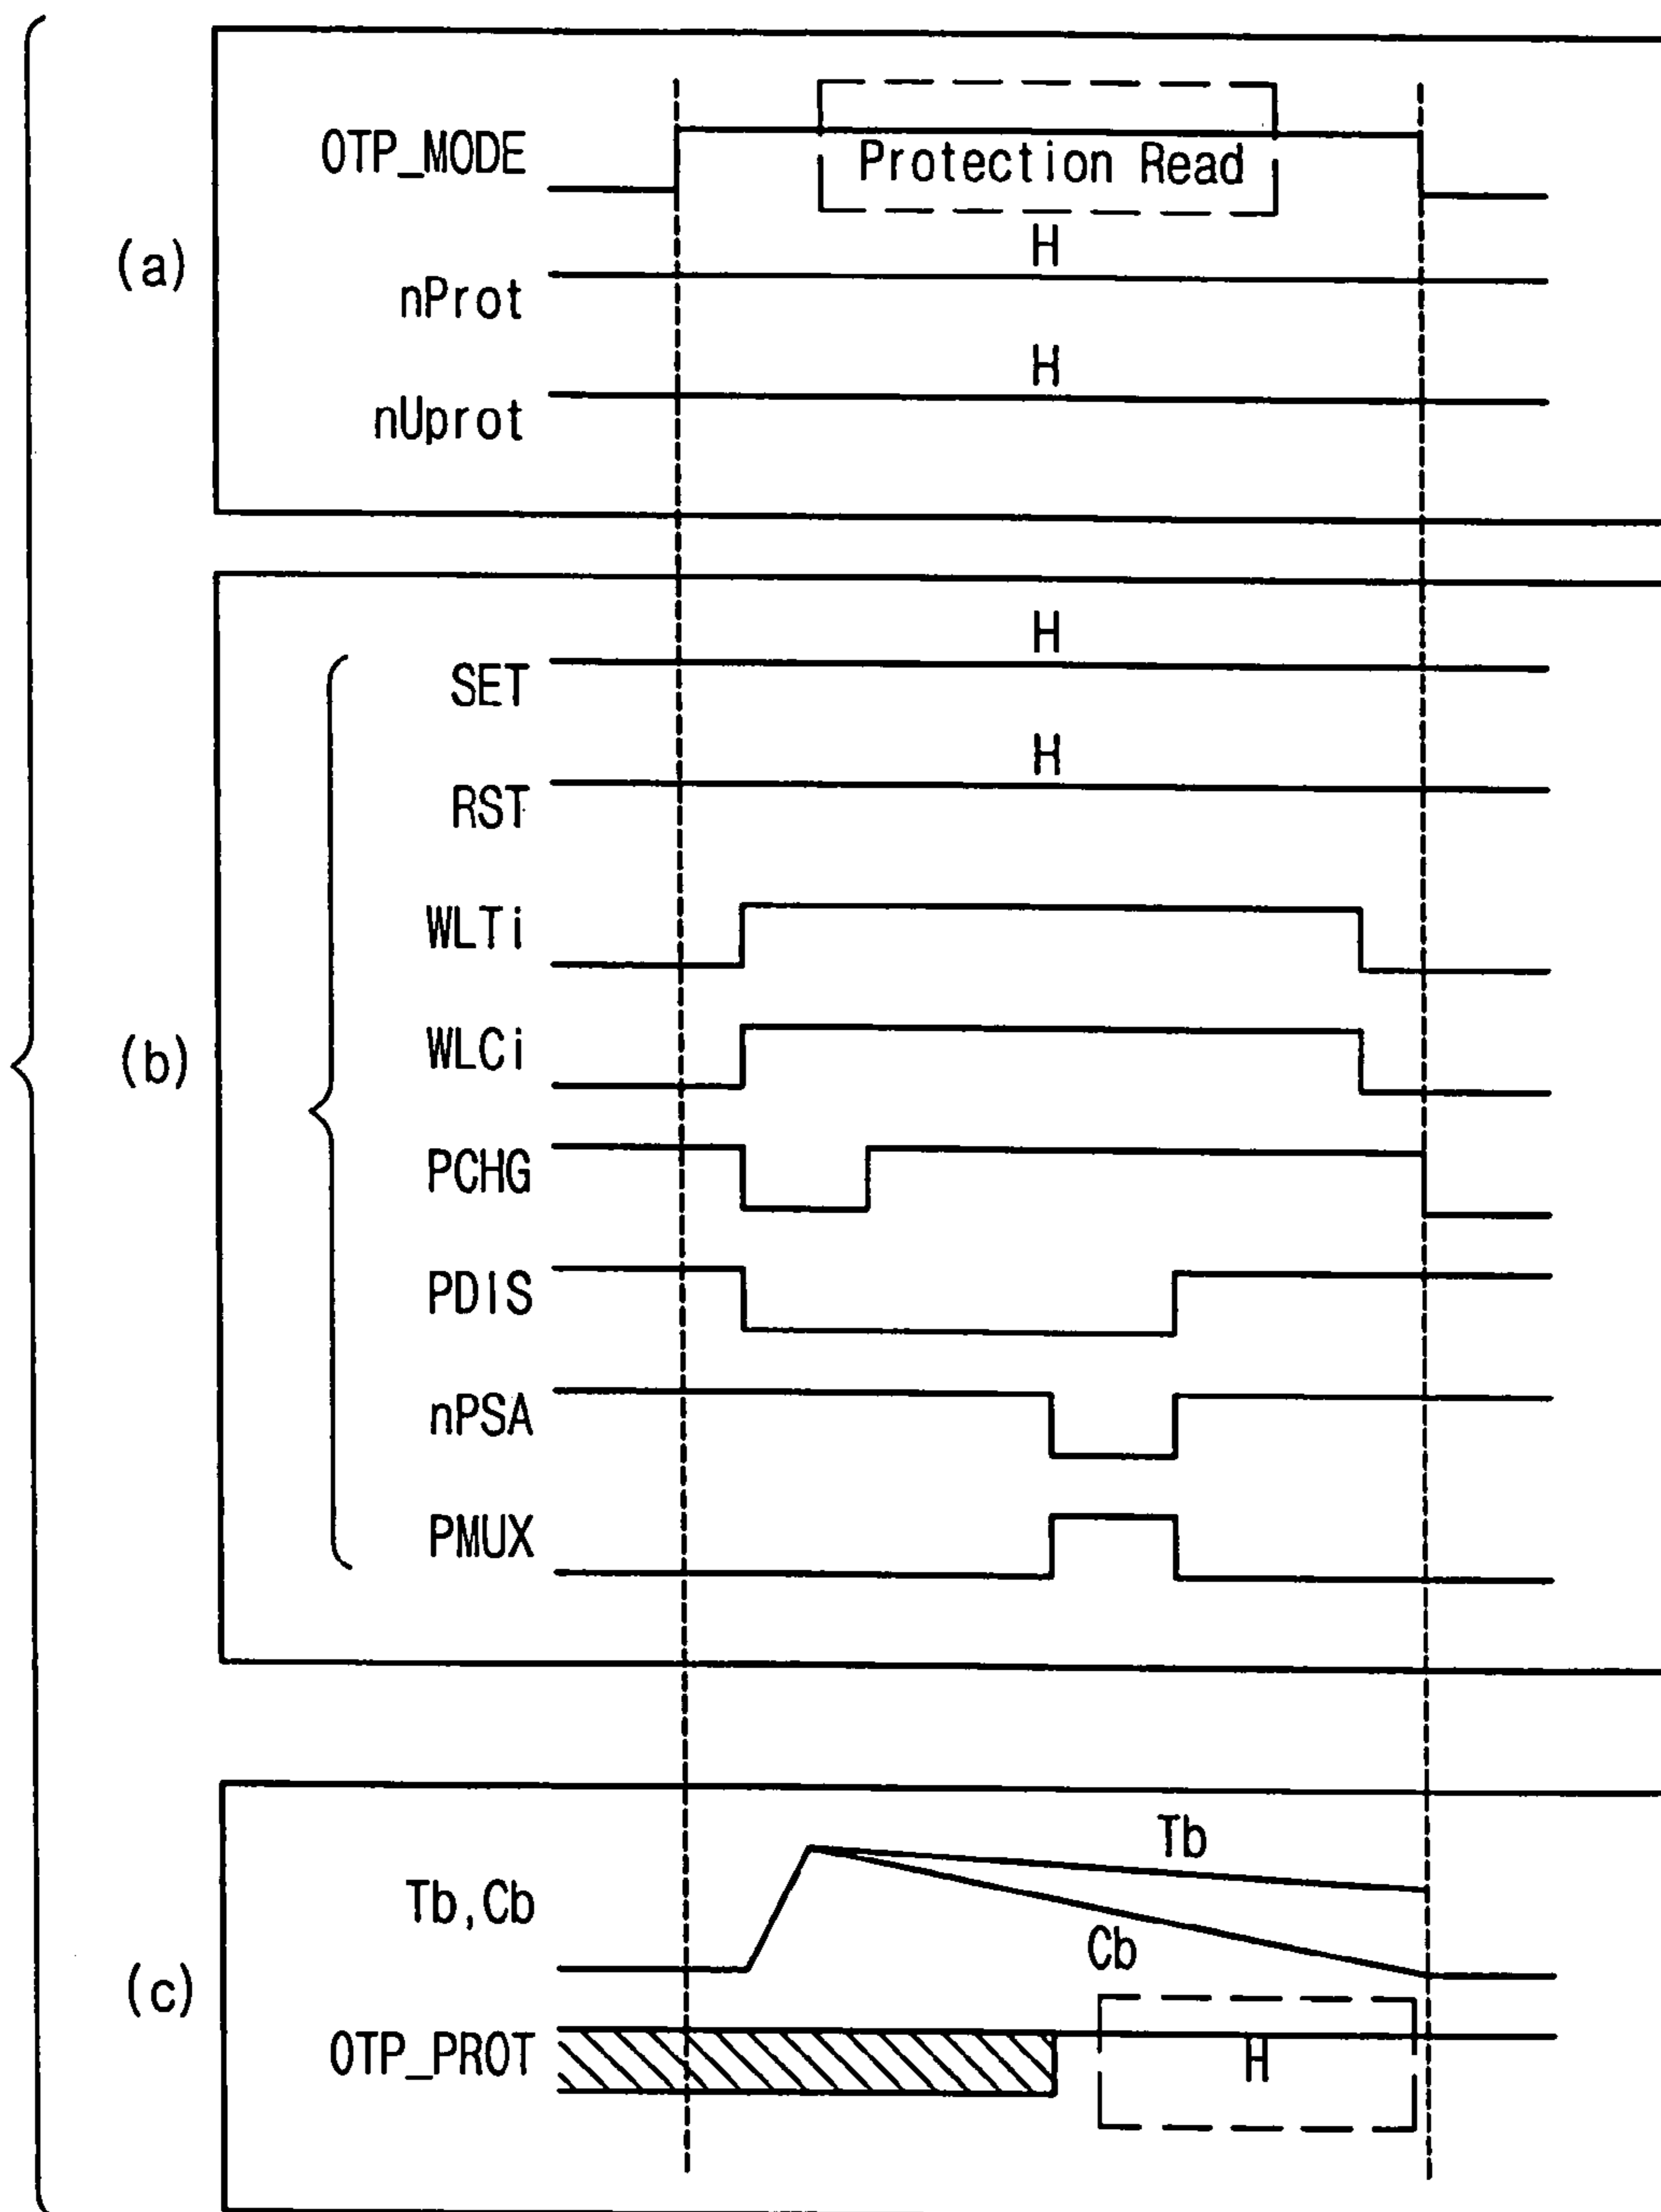 OTP_MODE
Protection Read
(a)
H
nProt
H
nUprot
H
SET
H
RST
WLTi
WLCi
(b)
PCHG
PDIS
nPSA
PMUX
Tb
Tb,Cb
Cb
(c)
OTP_PROT
H